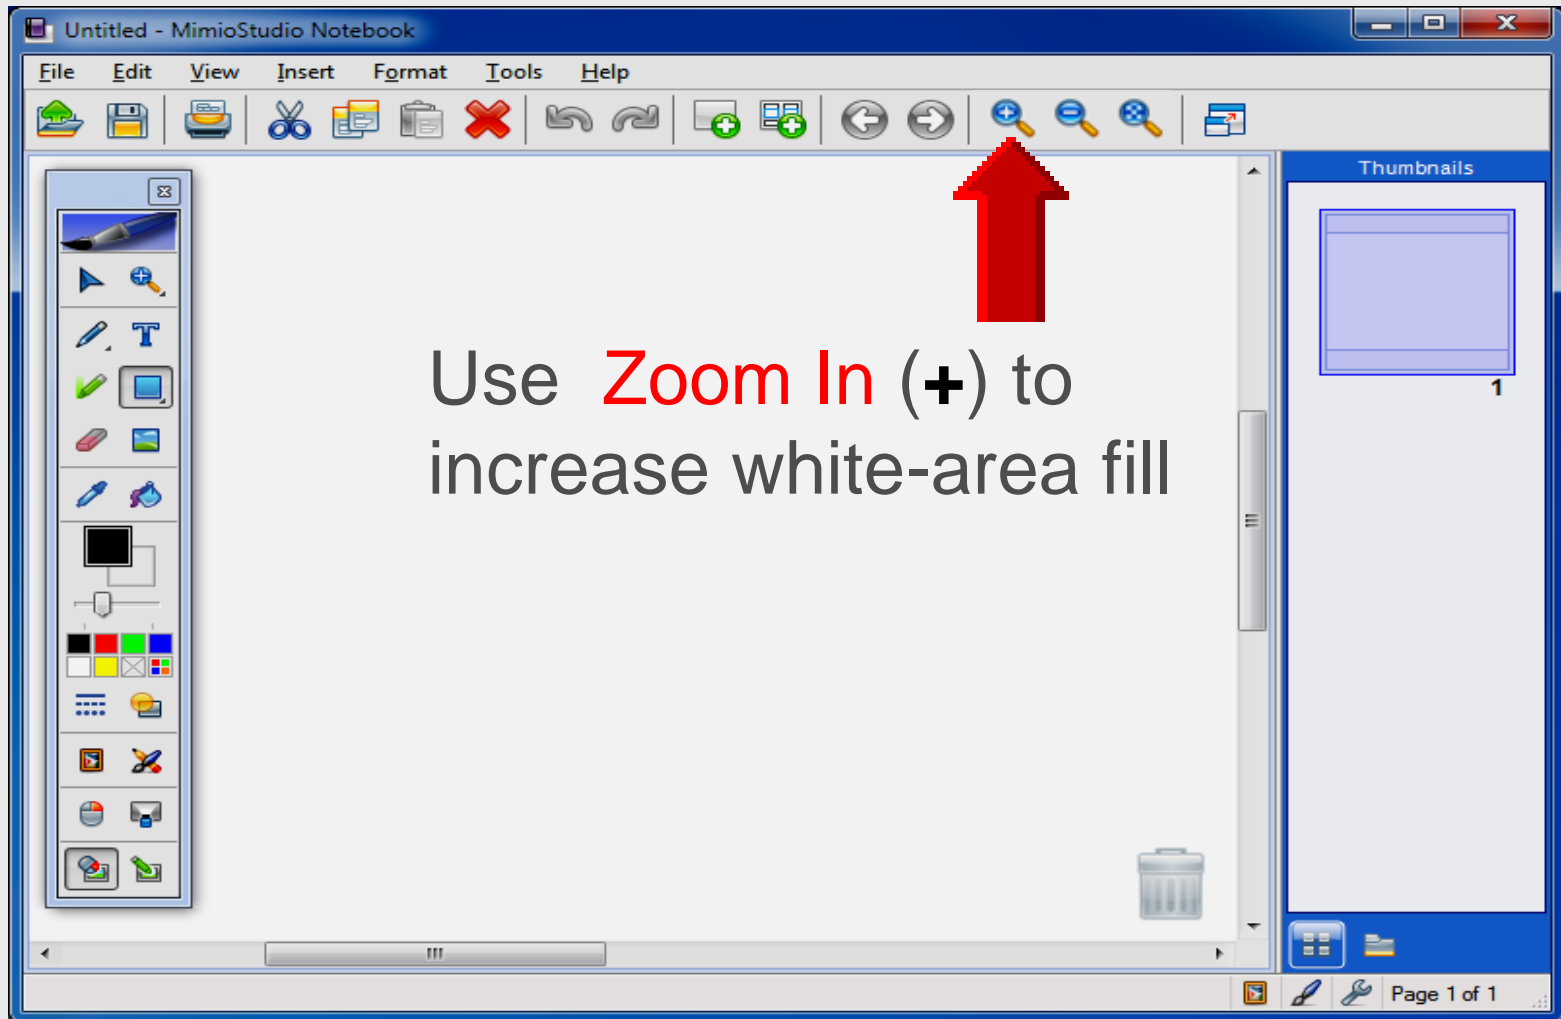 Untitled - MimioStudio Notebook
File Edit View Insert Format Tools Help
Thumbnails
1
Use Zoom In (+) to
increase white-area fill
Page 1 of 1